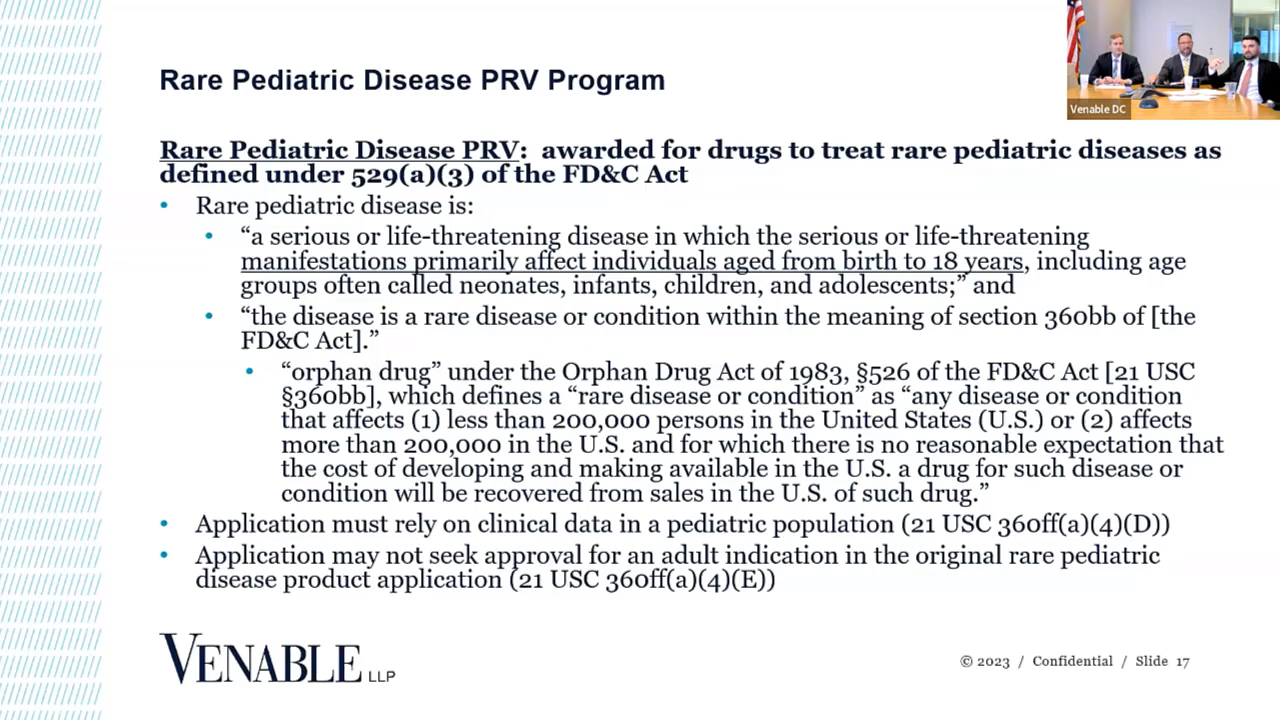 Rare Pediatric Disease PRV Program
Venable DC
Rare Pediatric Disease PRV:  awarded for drugs to treat rare pediatric diseases as
defined under 529(a)(3) of the FD&C Act
• Rare pediatric disease is:
• “a serious or life-threatening disease in which the serious or life-threatening
manifestations primarily affect individuals aged from birth to 18 years, including age
groups often called neonates, infants, children, and adolescents;” and
• “the disease is a rare disease or condition within the meaning of section 360bb of [the
FD&C Act].”
• “orphan drug” under the Orphan Drug Act of 1983, §526 of the FD&C Act [21 USC
§360bb], which defines a “rare disease or condition” as “any disease or condition
that affects (1) less than 200,000 persons in the United States (U.S.) or (2) affects
more than 200,000 in the U.S. and for which there is no reasonable expectation that
the cost of developing and making available in the U.S. a drug for such disease or
condition will be recovered from sales in the U.S. of such drug.”
• Application must rely on clinical data in a pediatric population (21 USC 360ff(a)(4)(D))
• Application may not seek approval for an adult indication in the original rare pediatric
disease product application (21 USC 360ff(a)(4)(E))
VENABLE LLP
© 2023 / Confidential / Slide 17